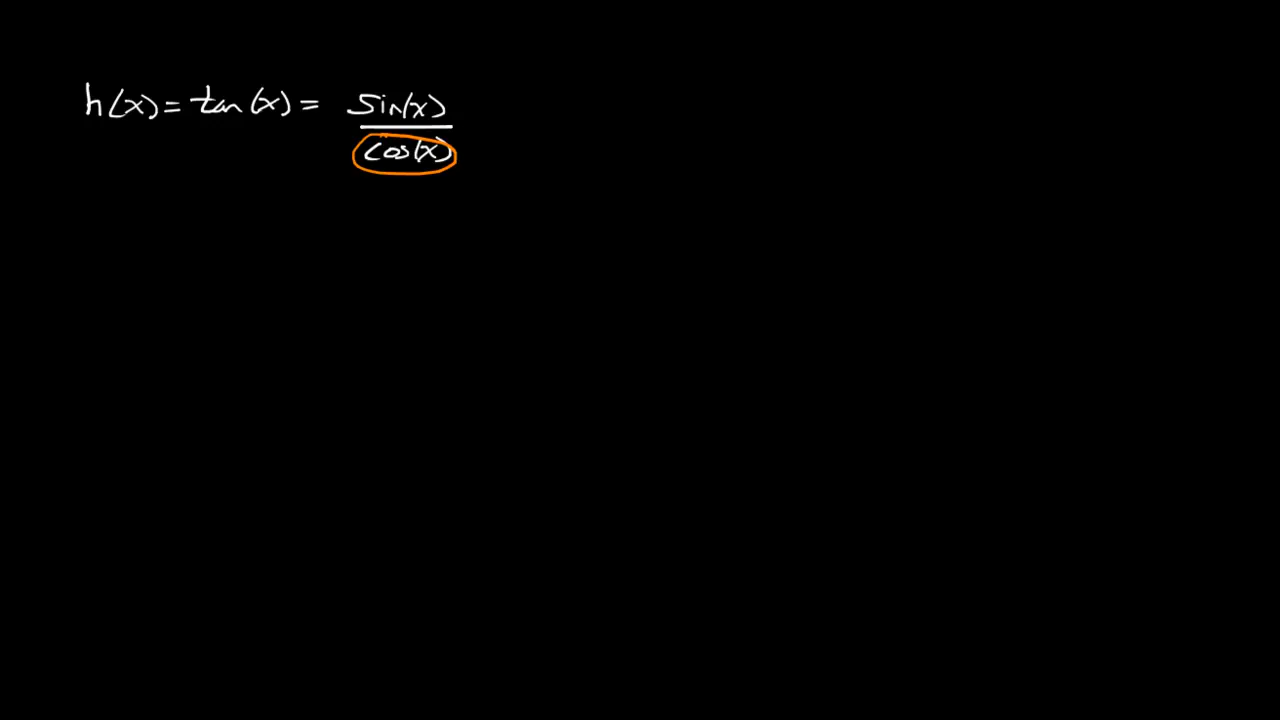 h(x) = tan(x) = sin(x)
cos(x)